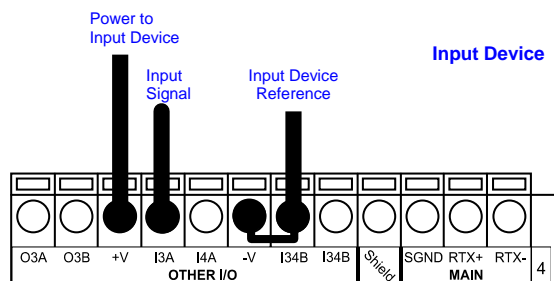 Power to
Input Device
Input
Signal
Input Device
Reference
Input Device
O3A O3B +V I3A I4A -V I34B I34B Shield SGND RTX+ RTX- 4
OTHER I/O MAIN